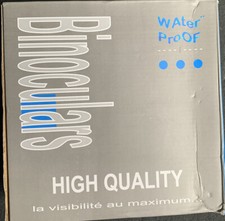 Binoculars
WAter
ProOF
HIGH QUALITY
la visibilité au maximum